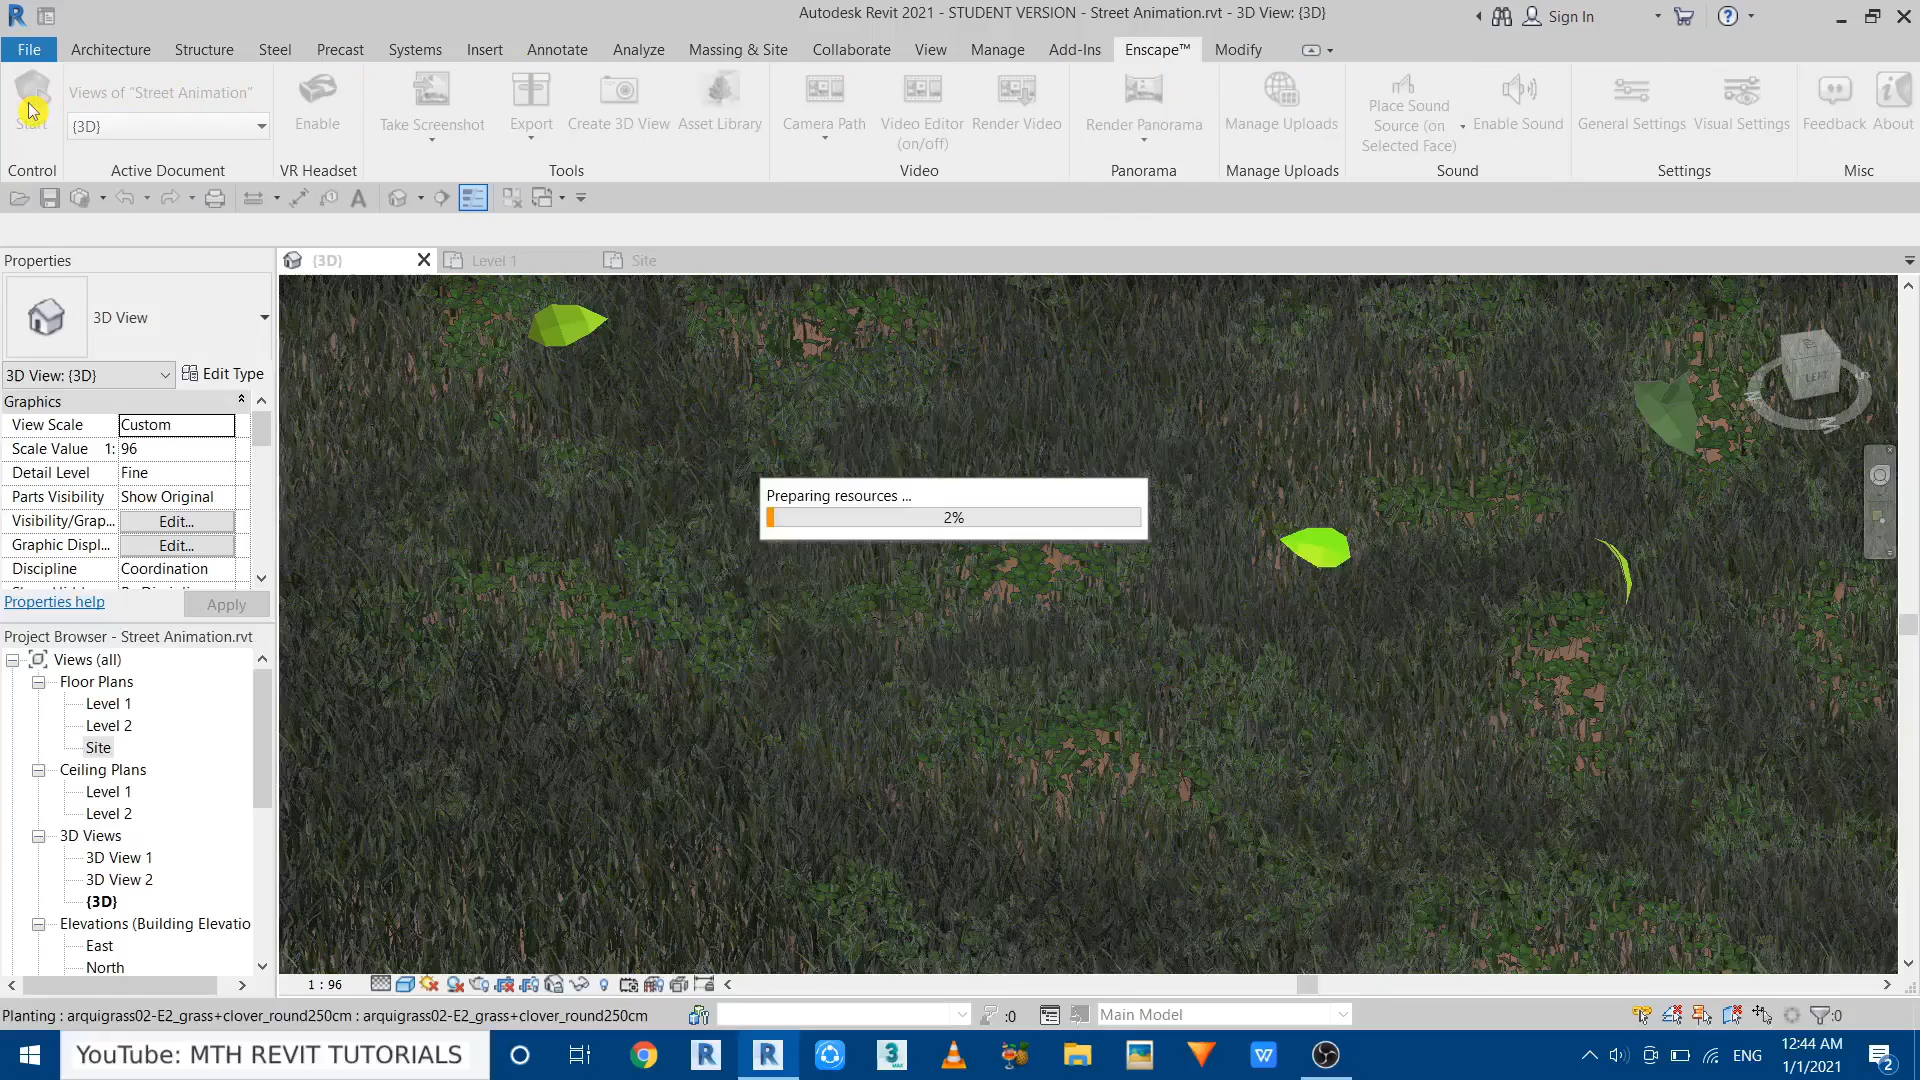 Autodesk Revit 2021 - STUDENT VERSION - Street Animation.rvt - 3D View: {3D}
Sign In
File Architecture Structure Steel Precast Systems Insert Annotate Analyze Massing & Site Collaborate View Manage Add-Ins Enscape™ Modify
Start
Views of "Street Animation"
{3D}
Enable
Take Screenshot
Export
Create 3D View
Asset Library
Camera Path
Video Editor
(on/off)
Render Video
Render Panorama
Manage Uploads
Place Sound
Source (on
Selected Face)
Enable Sound
General Settings
Visual Settings
Feedback
About
Control Active Document VR Headset Tools Video Panorama Manage Uploads Sound Settings Misc
Properties
{3D}
Level 1
Site
3D View
3D View: {3D}
Edit Type
Graphics
View Scale Custom
Scale Value 1: 96
Detail Level Fine
Parts Visibility Show Original
Visibility/Grap... Edit...
Graphic Displ... Edit...
Discipline Coordination
Properties help
Apply
Preparing resources ...
2%
LEFT
Project Browser - Street Animation.rvt
Views (all)
Floor Plans
Level 1
Level 2
Site
Ceiling Plans
Level 1
Level 2
3D Views
3D View 1
3D View 2
{3D}
Elevations (Building Elevatio
East
North
1 : 96
Planting : arquigrass02-E2_grass+clover_round250cm : arquigrass02-E2_grass+clover_round250cm
:0
Main Model
:0
YouTube: MTH REVIT TUTORIALS
ENG
12:44 AM
1/1/2021
2